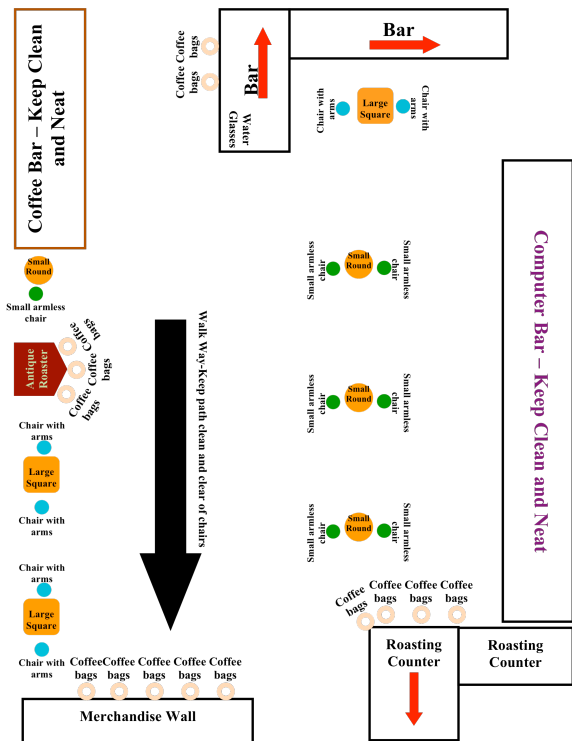 Coffee Bar – Keep Clean
and Neat
Coffee
bags
Coffee
bags
Bar
Water
Glasses
Bar
Chair with
arms
Large
Square
Chair with
arms
Small
Round
Small armless
chair
Antique
Roaster
Coffee
bags
Coffee
bags
Coffee
bags
Chair with
arms
Large
Square
Chair with
arms
Chair with
arms
Large
Square
Chair with
arms
Walk Way-Keep path clean and clear of chairs
Small armless
chair
Small
Round
Small armless
chair
Small armless
chair
Small
Round
Small armless
chair
Small armless
chair
Small
Round
Small armless
chair
Computer Bar – Keep Clean and Neat
Coffee
bags
Coffee
bags
Coffee
bags
Coffee
bags
Roasting
Counter
Roasting
Counter
Coffee
bags
Coffee
bags
Coffee
bags
Coffee
bags
Coffee
bags
Merchandise Wall